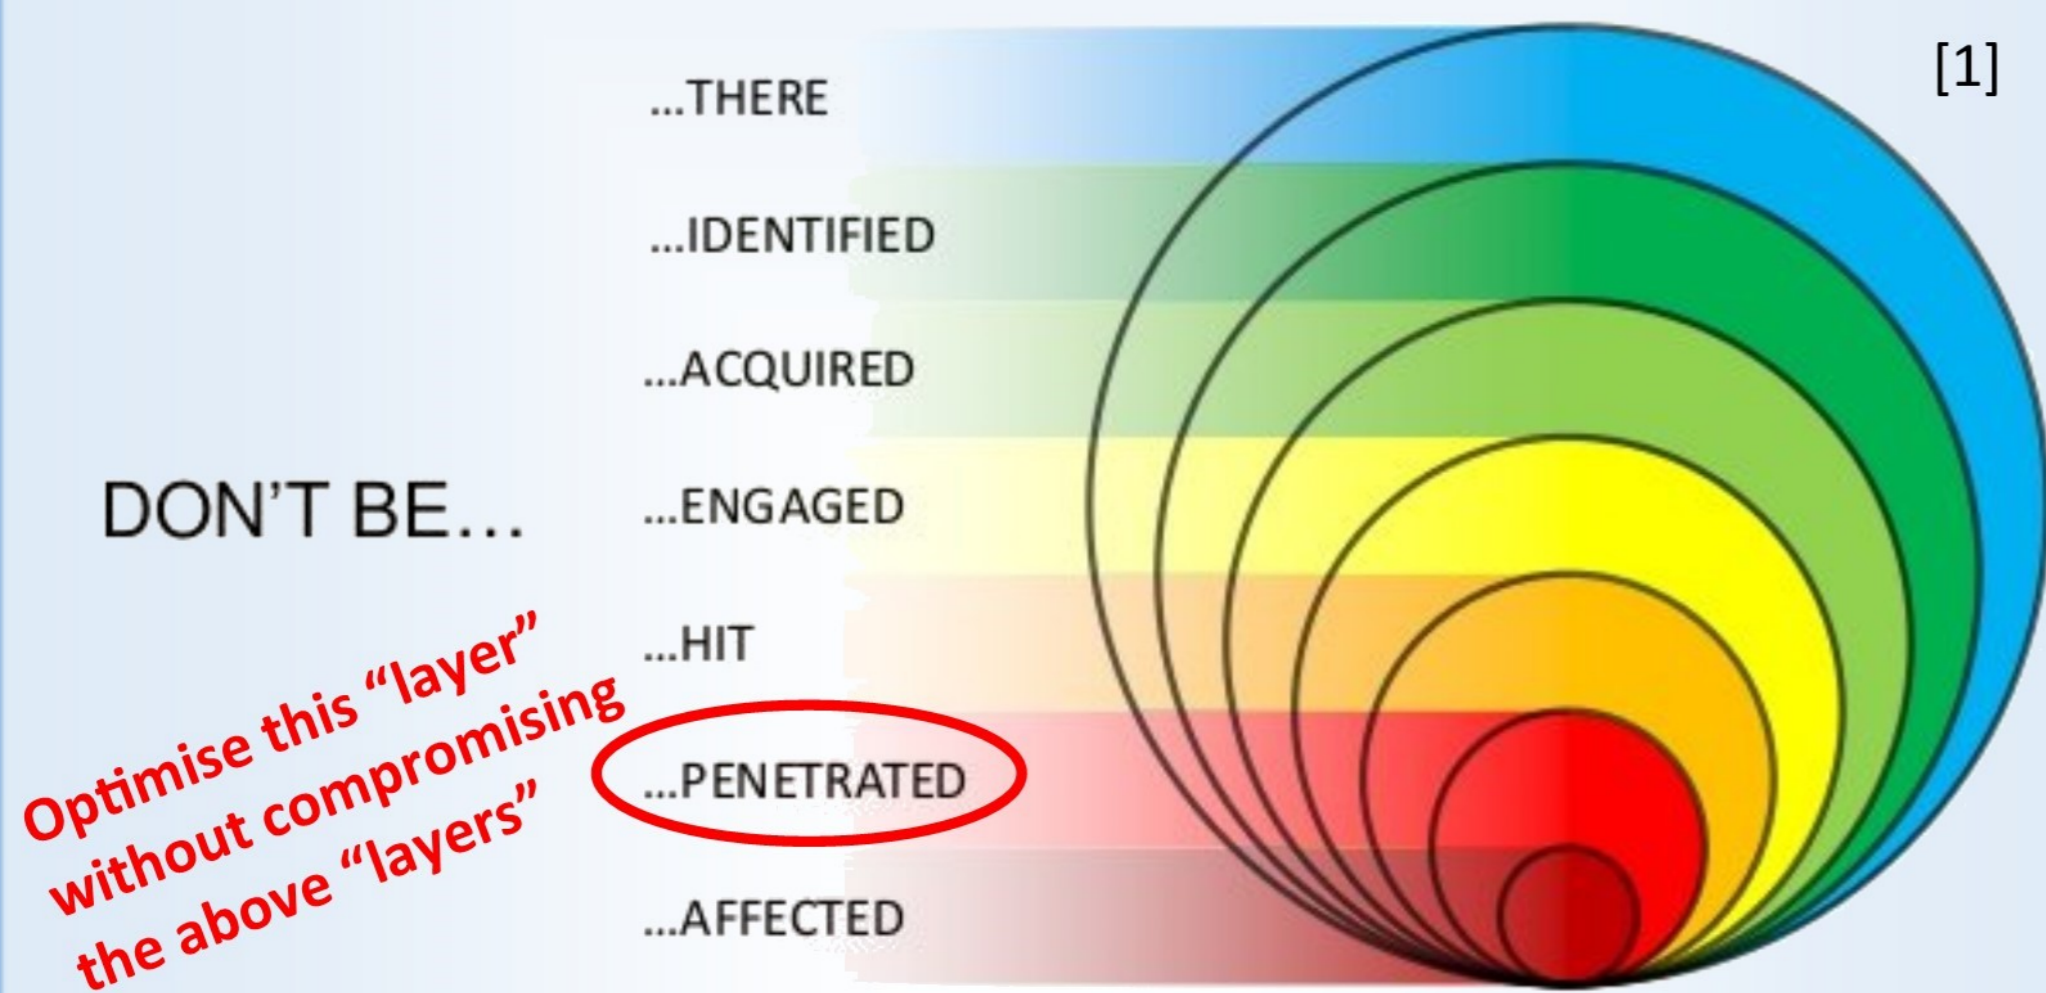 [1]
...THERE
...IDENTIFIED
...ACQUIRED
DON'T BE...
...ENGAGED
...HIT
...PENETRATED
...AFFECTED
Optimise this “layer”
without compromising
the above “layers”